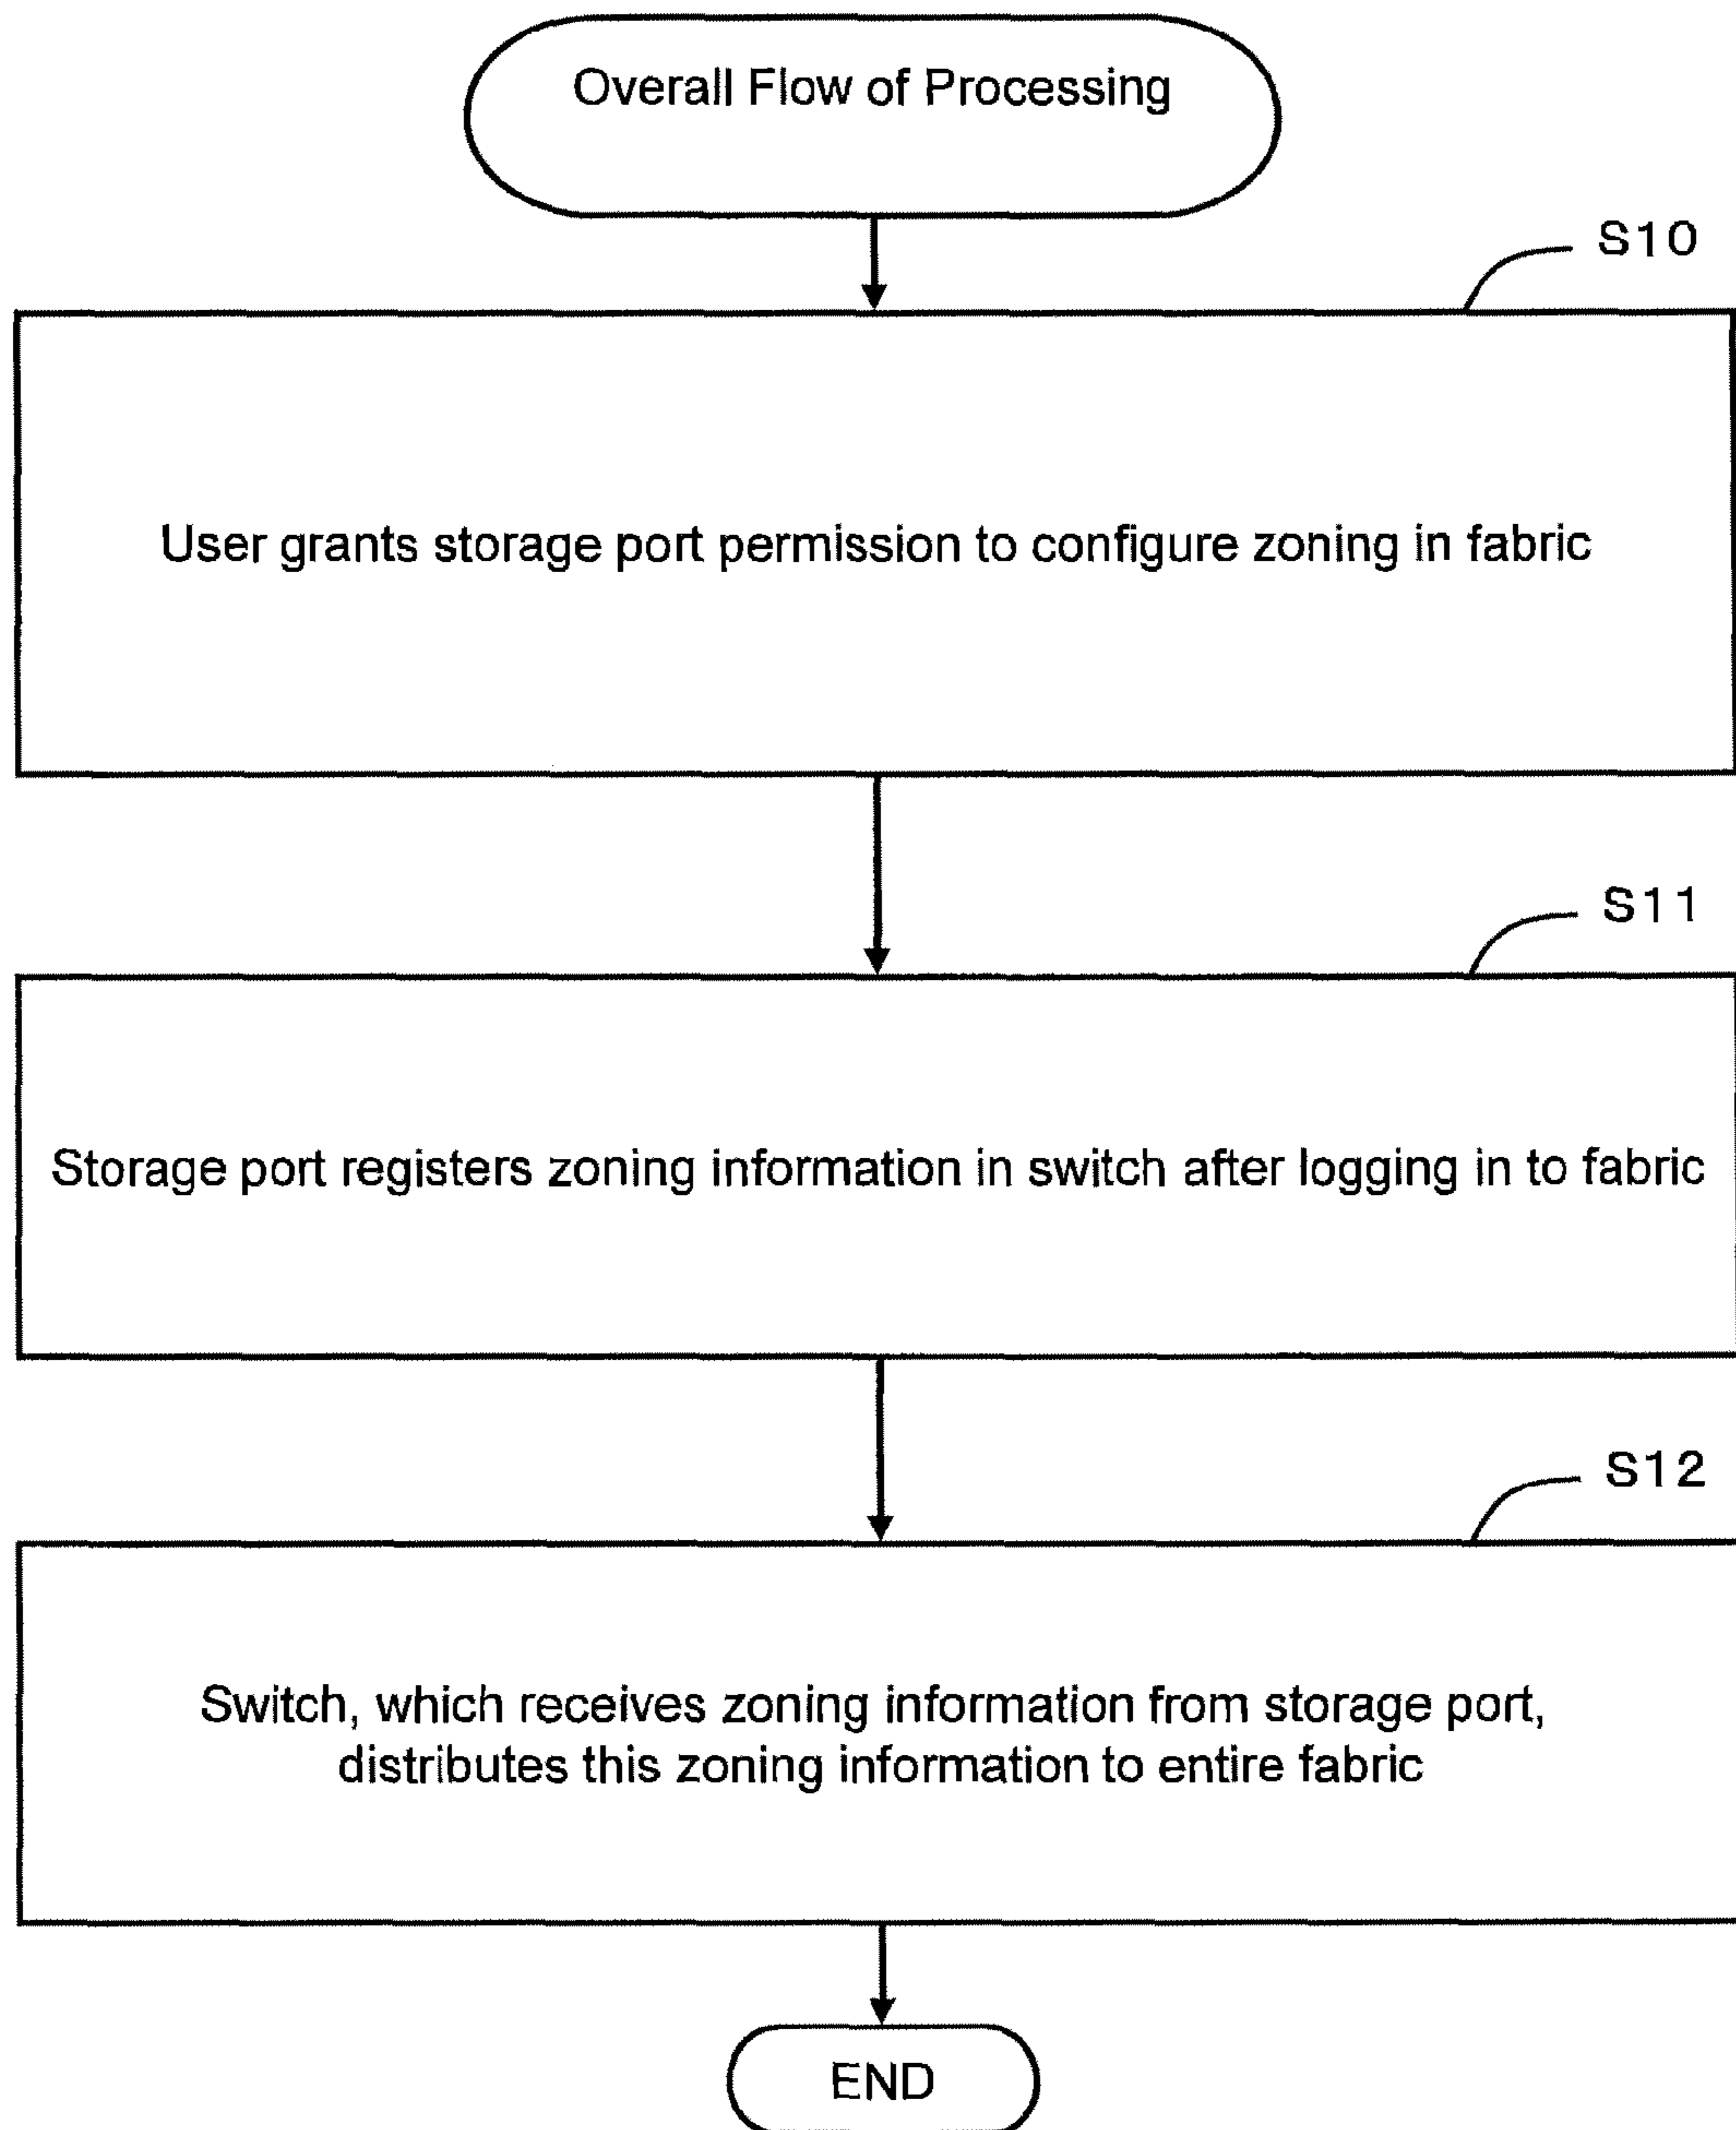 Overall Flow of Processing
S10
User grants storage port permission to configure zoning in fabric
S11
Storage port registers zoning information in switch after logging in to fabric
S12
Switch, which receives zoning information from storage port,
distributes this zoning information to entire fabric
END